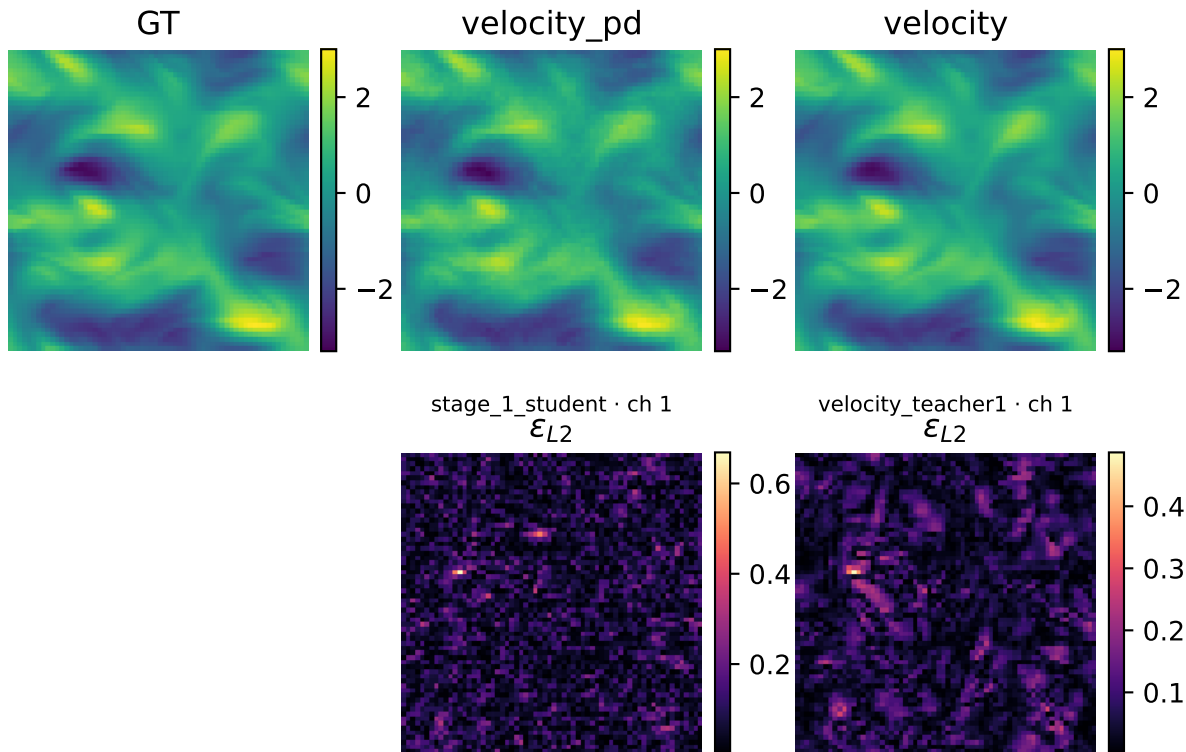 GT
velocity_pd
velocity
2
0
−2
2
0
−2
2
0
−2
stage_1_student · ch 1
velocity_teacher1 · ch 1
εL2
εL2
0.6
0.4
0.2
0.4
0.3
0.2
0.1